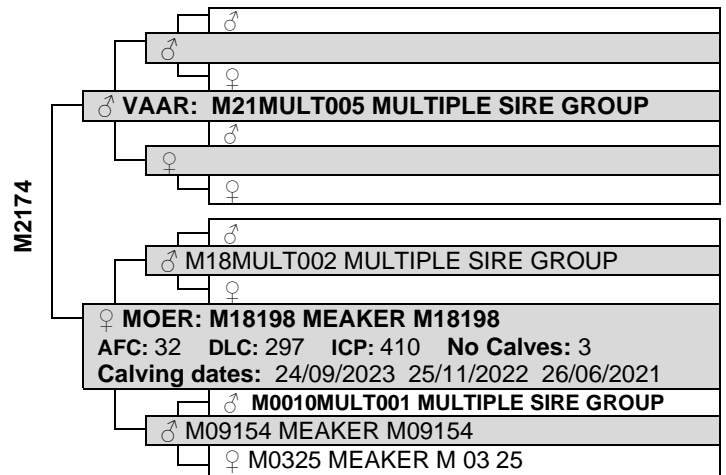 ♂
♂
♀
♂ VAAR: M21MULT005 MULTIPLE SIRE GROUP
♂
♀
♀
M2174
♂
♂ M18MULT002 MULTIPLE SIRE GROUP
♀
♀ MOER: M18198 MEAKER M18198
AFC: 32 DLC: 297 ICP: 410 No Calves: 3
Calving dates: 24/09/2023 25/11/2022 26/06/2021
♂ M0010MULT001 MULTIPLE SIRE GROUP
♂ M09154 MEAKER M09154
♀ M0325 MEAKER M 03 25